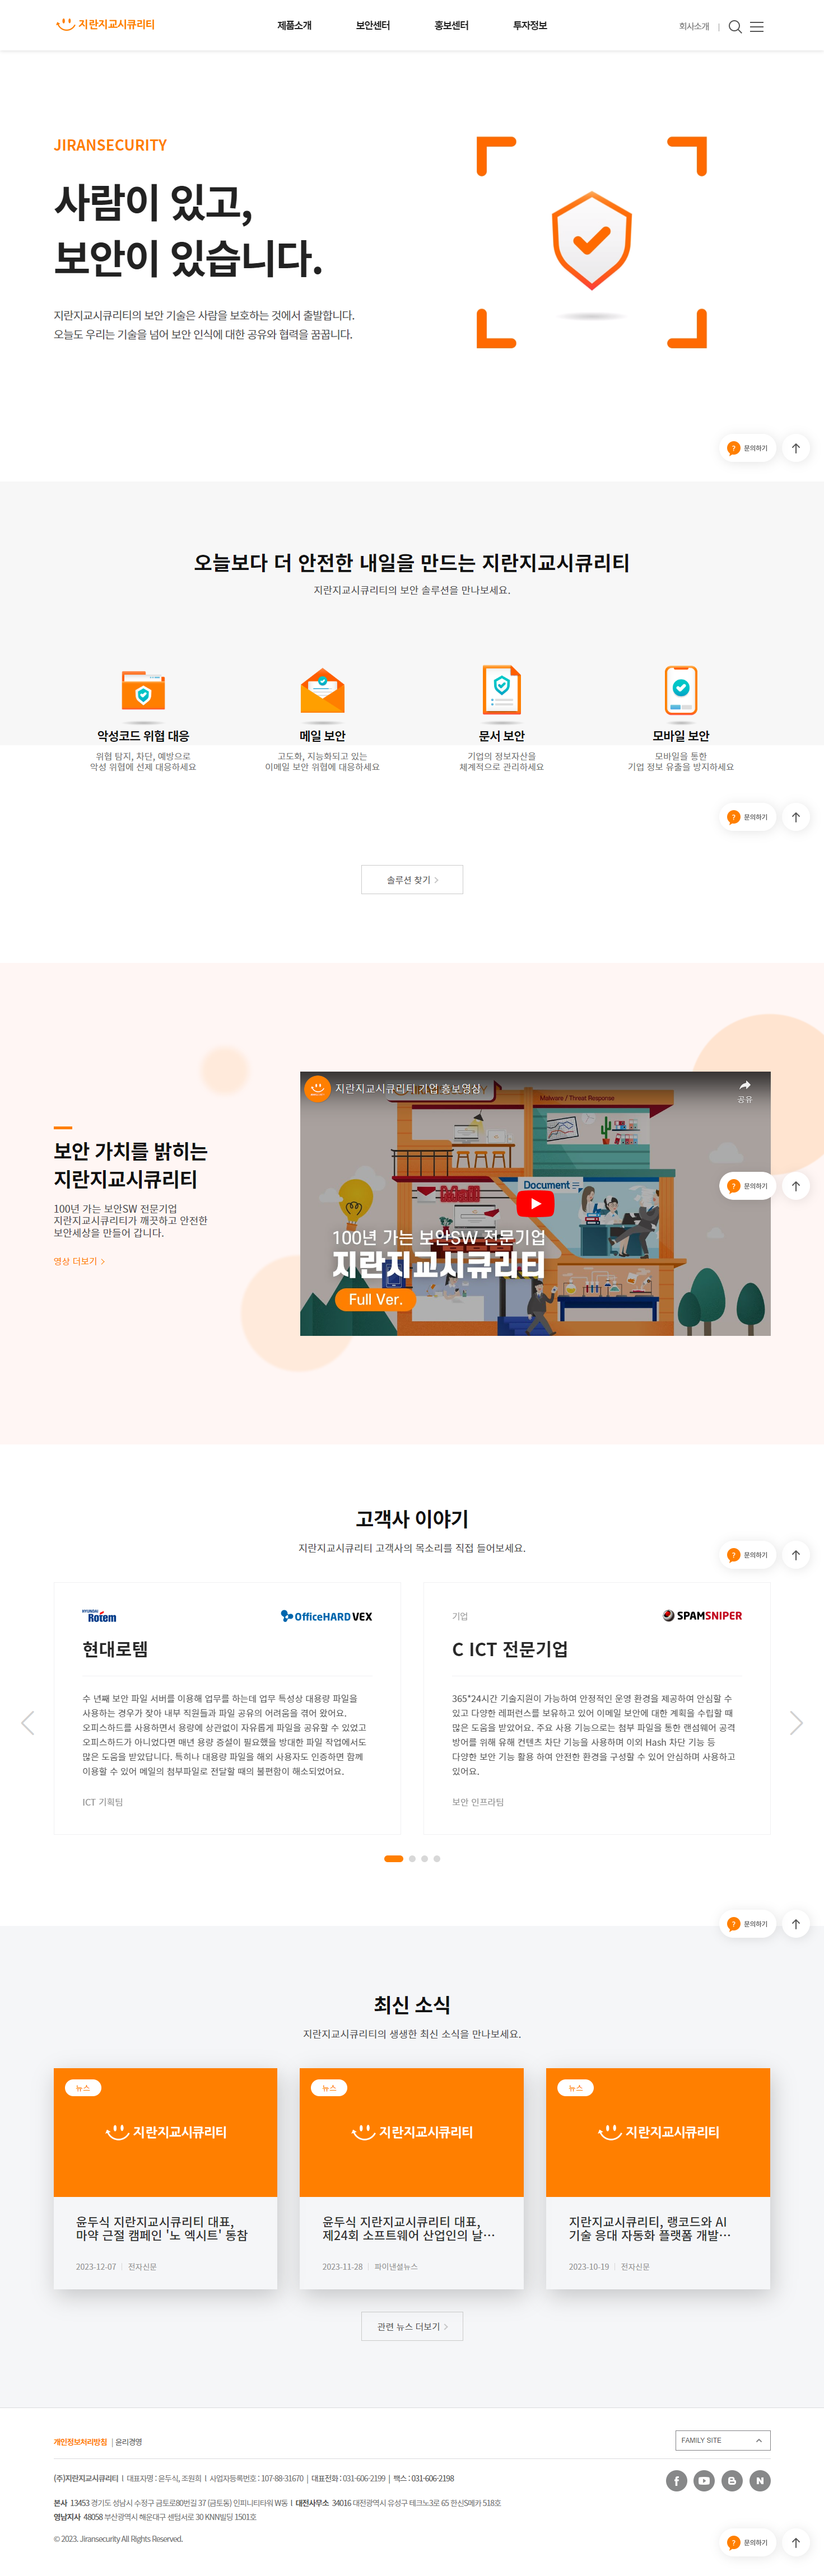 지란지교시큐리티
제품소개
보안센터
홍보센터
투자정보
회사소개
JIRANSECURITY
사람이 있고,
보안이 있습니다.
지란지교시큐리티의 보안 기술은 사람을 보호하는 것에서 출발합니다.
오늘도 우리는 기술을 넘어 보안 인식에 대한 공유와 협력을 꿈꿉니다.
문의하기
오늘보다 더 안전한 내일을 만드는 지란지교시큐리티
지란지교시큐리티의 보안 솔루션을 만나보세요.
악성코드 위협 대응
위협 탐지, 차단, 예방으로
악성 위협에 선제 대응하세요
메일 보안
고도화, 지능화되고 있는
이메일 보안 위협에 대응하세요
문서 보안
기업의 정보자산을
체계적으로 관리하세요
모바일 보안
모바일을 통한
기업 정보 유출을 방지하세요
문의하기
솔루션 찾기
보안 가치를 밝히는
지란지교시큐리티
100년 가는 보안SW 전문기업
지란지교시큐리티가 깨끗하고 안전한
보안세상을 만들어 갑니다.
영상 더보기
지란지교시큐리티 기업 홍보영상
공유
Malware / Threat Response
Document
100년 가는 보안SW 전문기업
지란지교시큐리티
Full Ver.
문의하기
고객사 이야기
지란지교시큐리티 고객사의 목소리를 직접 들어보세요.
문의하기
HYUNDAI
Rotem
OfficeHARD VEX
현대로템
수 년째 보안 파일 서버를 이용해 업무를 하는데 업무 특성상 대용량 파일을
사용하는 경우가 잦아 내부 직원들과 파일 공유의 어려움을 겪어 왔어요.
오피스하드를 사용하면서 용량에 상관없이 자유롭게 파일을 공유할 수 있었고
오피스하드가 아니었다면 매년 용량 증설이 필요했을 방대한 파일 작업에서도
많은 도움을 받았답니다. 특히나 대용량 파일을 해외 사용자도 인증하면 함께
이용할 수 있어 메일의 첨부파일로 전달할 때의 불편함이 해소되었어요.
ICT 기획팀
기업
SPAMSNIPER
C ICT 전문기업
365*24시간 기술지원이 가능하여 안정적인 운영 환경을 제공하여 안심할 수
있고 다양한 레퍼런스를 보유하고 있어 이메일 보안에 대한 계획을 수립할 때
많은 도움을 받았어요. 주요 사용 기능으로는 첨부 파일을 통한 랜섬웨어 공격
방어를 위해 유해 컨텐츠 차단 기능을 사용하며 이외 Hash 차단 기능 등
다양한 보안 기능 활용 하여 안전한 환경을 구성할 수 있어 안심하며 사용하고
있어요.
보안 인프라팀
문의하기
최신 소식
지란지교시큐리티의 생생한 최신 소식을 만나보세요.
뉴스
지란지교시큐리티
윤두식 지란지교시큐리티 대표,
마약 근절 캠페인 '노 엑시트' 동참
2023-12-07 | 전자신문
뉴스
지란지교시큐리티
윤두식 지란지교시큐리티 대표,
제24회 소프트웨어 산업인의 날…
2023-11-28 | 파이낸셜뉴스
뉴스
지란지교시큐리티
지란지교시큐리티, 랭코드와 AI
기술 응대 자동화 플랫폼 개발…
2023-10-19 | 전자신문
관련 뉴스 더보기
개인정보처리방침 | 윤리경영
FAMILY SITE
(주)지란지교시큐리티 I 대표자명 : 윤두식, 조원희 I 사업자등록번호 : 107-88-31670 | 대표전화 : 031-606-2199 | 팩스 : 031-606-2198
본사 13453 경기도 성남시 수정구 금토로80번길 37 (금토동) 인피니티타워 W동 I 대전사무소 34016 대전광역시 유성구 테크노3로 65 한신S메카 518호
영남지사 48058 부산광역시 해운대구 센텀서로 30 KNN빌딩 1501호
© 2023. Jiransecurity All Rights Reserved.
문의하기